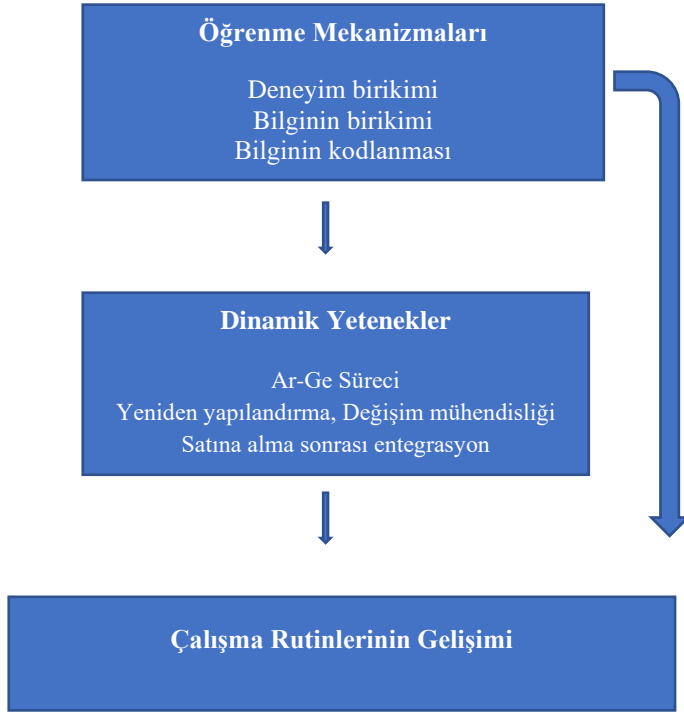 Öğrenme Mekanizmaları
Deneyim birikimi
Bilginin birikimi
Bilginin kodlanması
Dinamik Yetenekler
Ar-Ge Süreci
Yeniden yapılandırma, Değişim mühendisliği
Satına alma sonrası entegrasyon
Çalışma Rutinlerinin Gelişimi